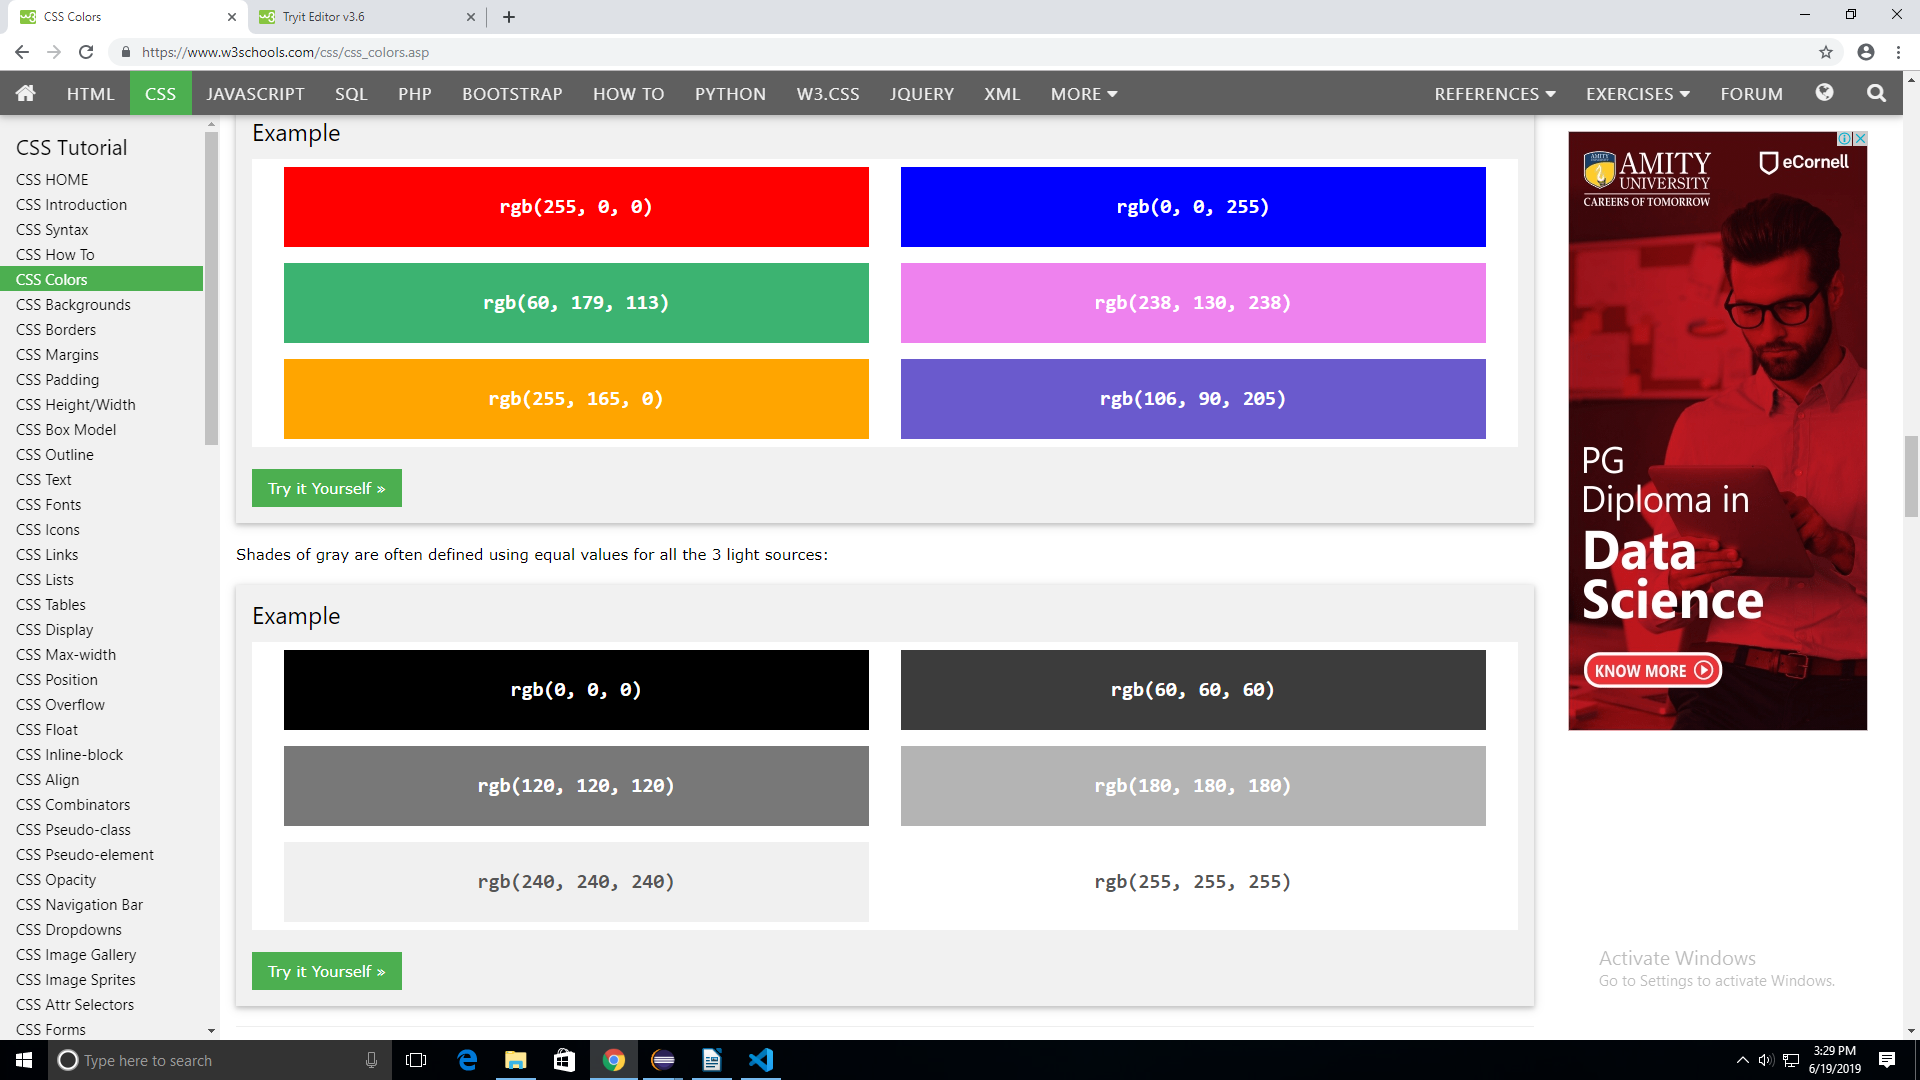 CSS Colors
Tryit Editor v3.6
https://www.w3schools.com/css/css_colors.asp
HTML
CSS
JAVASCRIPT
SQL
PHP
BOOTSTRAP
HOW TO
PYTHON
W3.CSS
JQUERY
XML
MORE
REFERENCES
EXERCISES
FORUM
CSS Tutorial
CSS HOME
CSS Introduction
CSS Syntax
CSS How To
CSS Colors
CSS Backgrounds
CSS Borders
CSS Margins
CSS Padding
CSS Height/Width
CSS Box Model
CSS Outline
CSS Text
CSS Fonts
CSS Icons
CSS Links
CSS Lists
CSS Tables
CSS Display
CSS Max-width
CSS Position
CSS Overflow
CSS Float
CSS Inline-block
CSS Align
CSS Combinators
CSS Pseudo-class
CSS Pseudo-element
CSS Opacity
CSS Navigation Bar
CSS Dropdowns
CSS Image Gallery
CSS Image Sprites
CSS Attr Selectors
CSS Forms
Example
rgb(255, 0, 0)
rgb(0, 0, 255)
rgb(60, 179, 113)
rgb(238, 130, 238)
rgb(255, 165, 0)
rgb(106, 90, 205)
Try it Yourself »
Shades of gray are often defined using equal values for all the 3 light sources:
Example
rgb(0, 0, 0)
rgb(60, 60, 60)
rgb(120, 120, 120)
rgb(180, 180, 180)
rgb(240, 240, 240)
rgb(255, 255, 255)
Try it Yourself »
AMITY
UNIVERSITY
CAREERS OF TOMORROW
eCornell
PG
Diploma in
Data
Science
KNOW MORE
Activate Windows
Go to Settings to activate Windows.
Type here to search
3:29 PM
6/19/2019